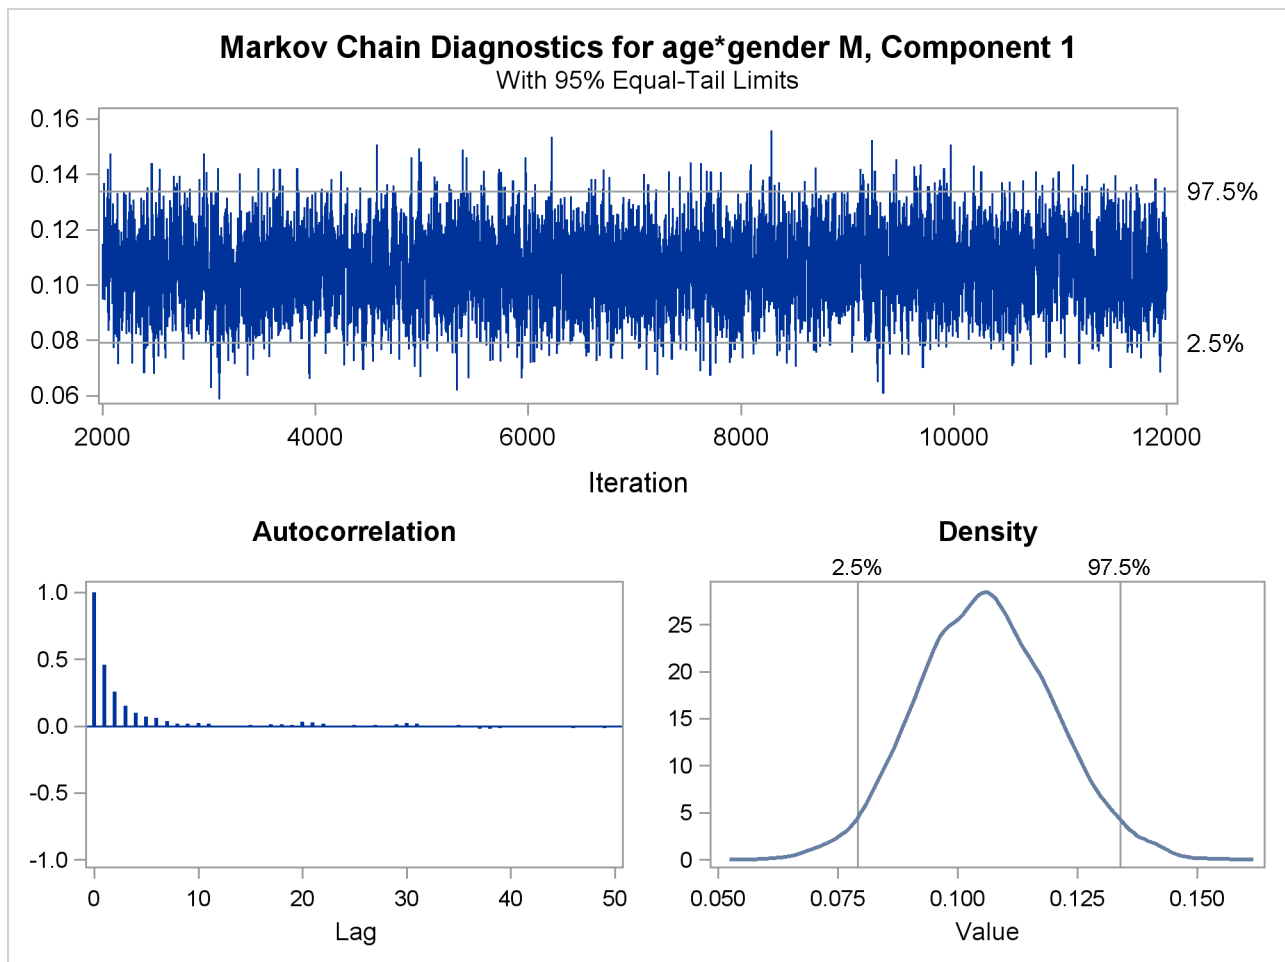 Markov Chain Diagnostics for age*gender M, Component 1
With 95% Equal-Tail Limits
0.16
0.14
0.12
0.10
0.08
0.06
97.5%
2.5%
2000 4000 6000 8000 10000 12000
Iteration
Autocorrelation
1.0
0.5
0.0
-0.5
-1.0
0 10 20 30 40 50
Lag
Density
2.5% 97.5%
25
20
15
10
5
0
0.050 0.075 0.100 0.125 0.150
Value